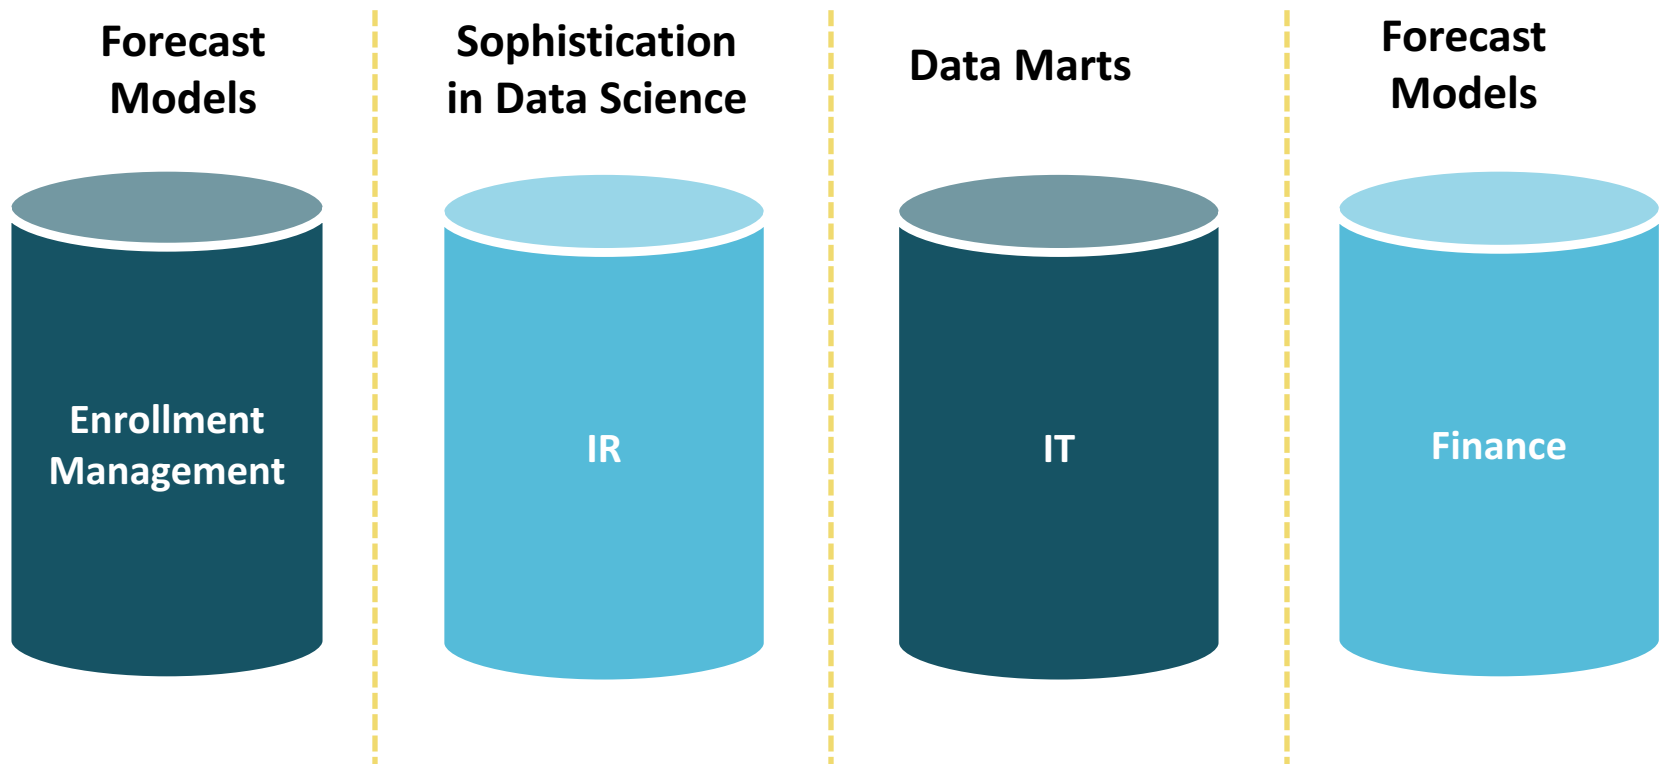 Forecast
Models
Sophistication
in Data Science
Data Marts
Forecast
Models
Enrollment
Management
IR
IT
Finance